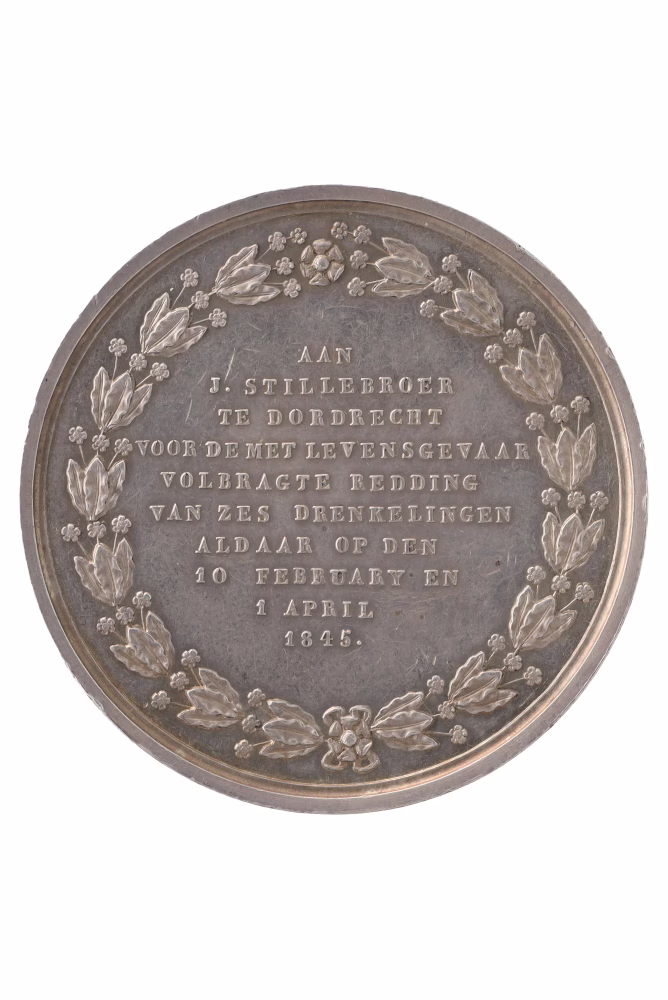 AAN
J. STILLEBROER
TE DORDRECHT
VOOR DE MET LEVENSGEVAAR
VOLBRAGTE REDDING
VAN ZES DRENKELINGEN
ALDAAR OP DEN
10 FEBRUARY EN
1 APRIL
1845.